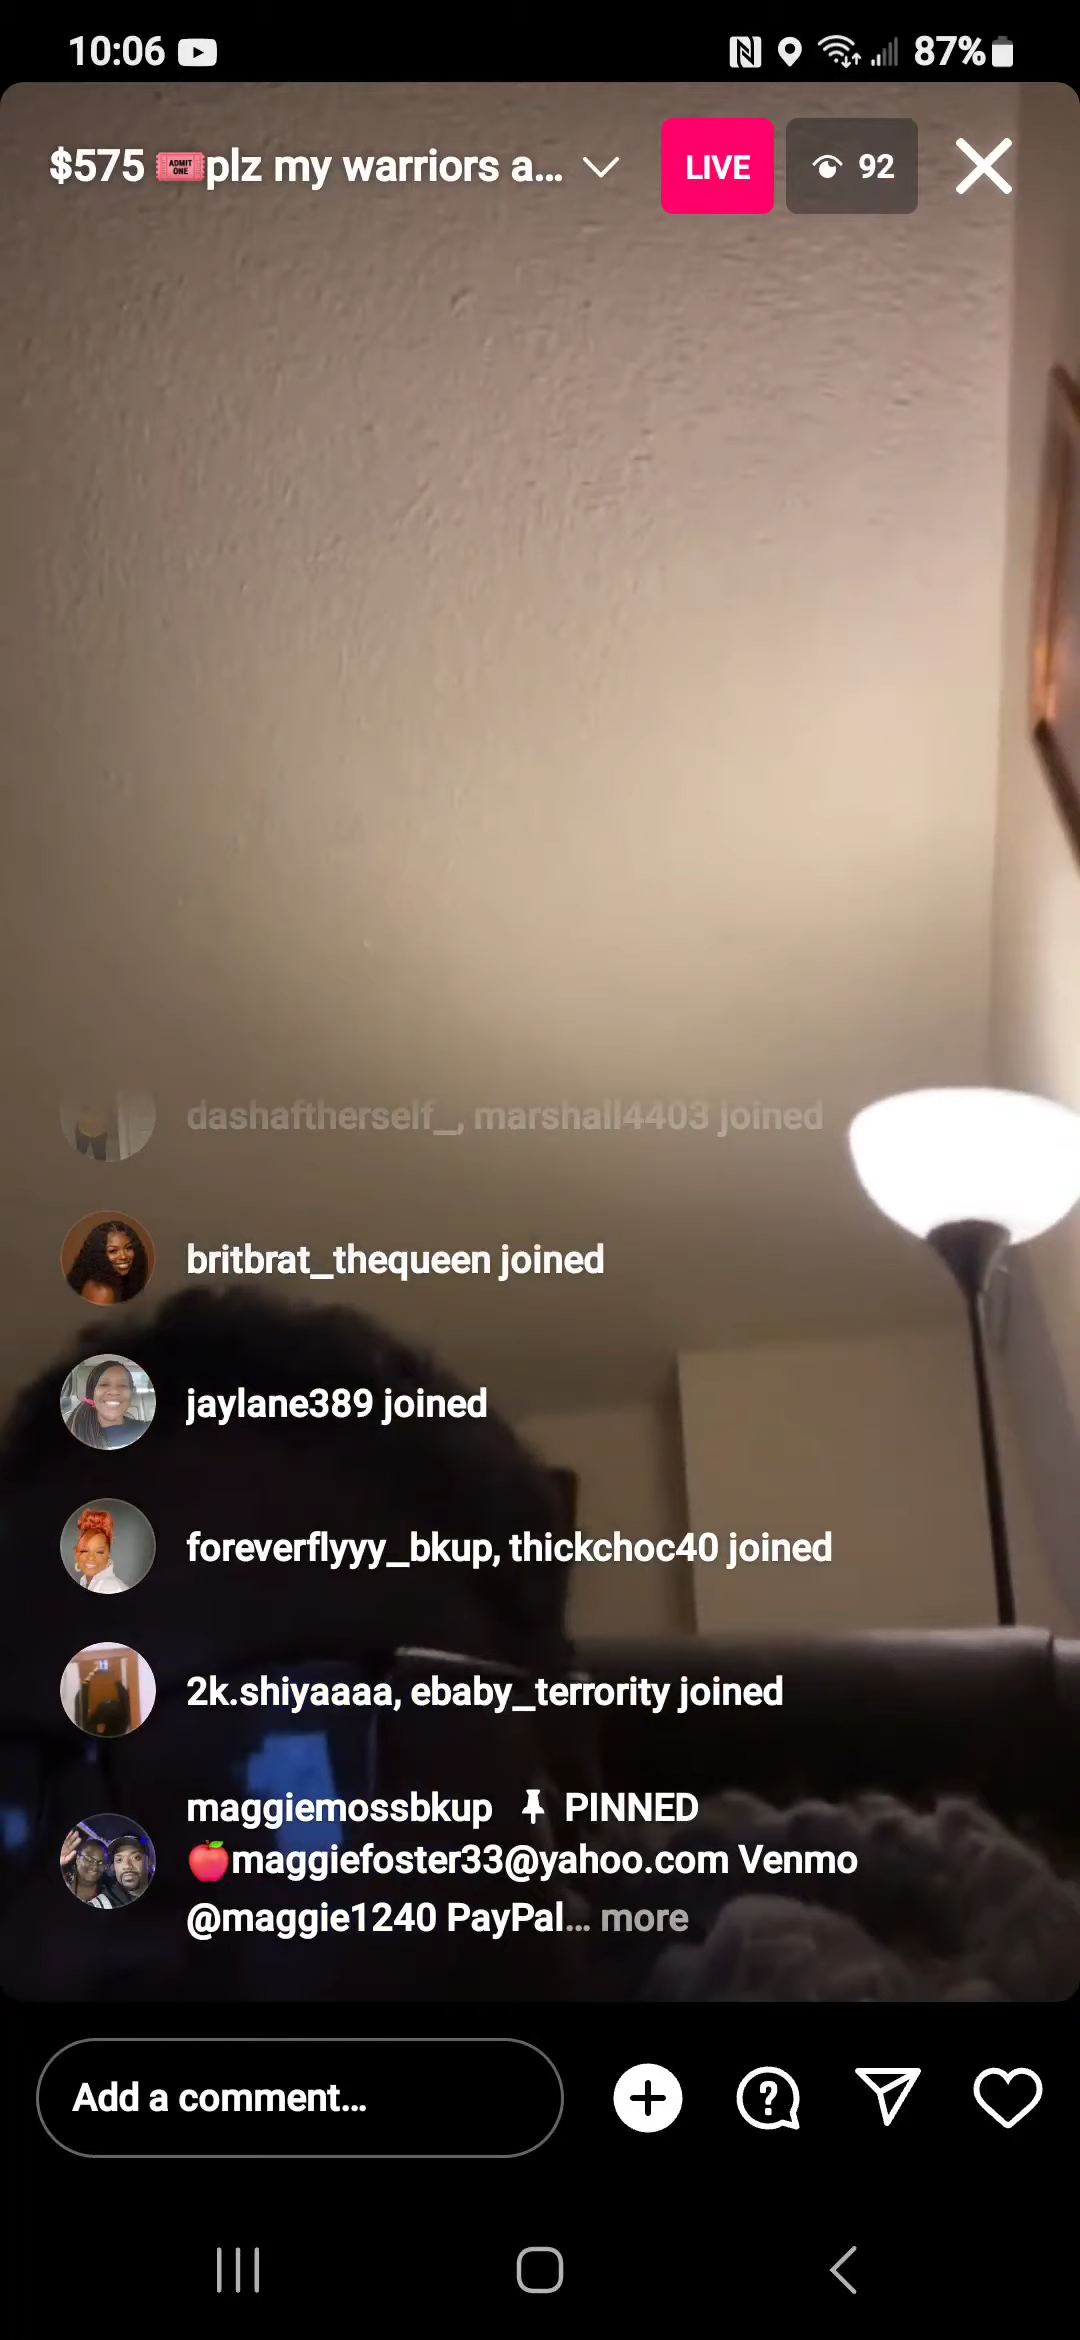 10:06
87%
$575 🎟️plz my warriors a...
LIVE
92
dashaftherself_, marshall4403 joined
britbrat_thequeen joined
jaylane389 joined
foreverflyyy_bkup, thickchoc40 joined
2k.shiyaaaa, ebaby_terrority joined
maggiemossbkup 📌 PINNED
🍎maggiefoster33@yahoo.com Venmo
@maggie1240 PayPal... more
Add a comment...